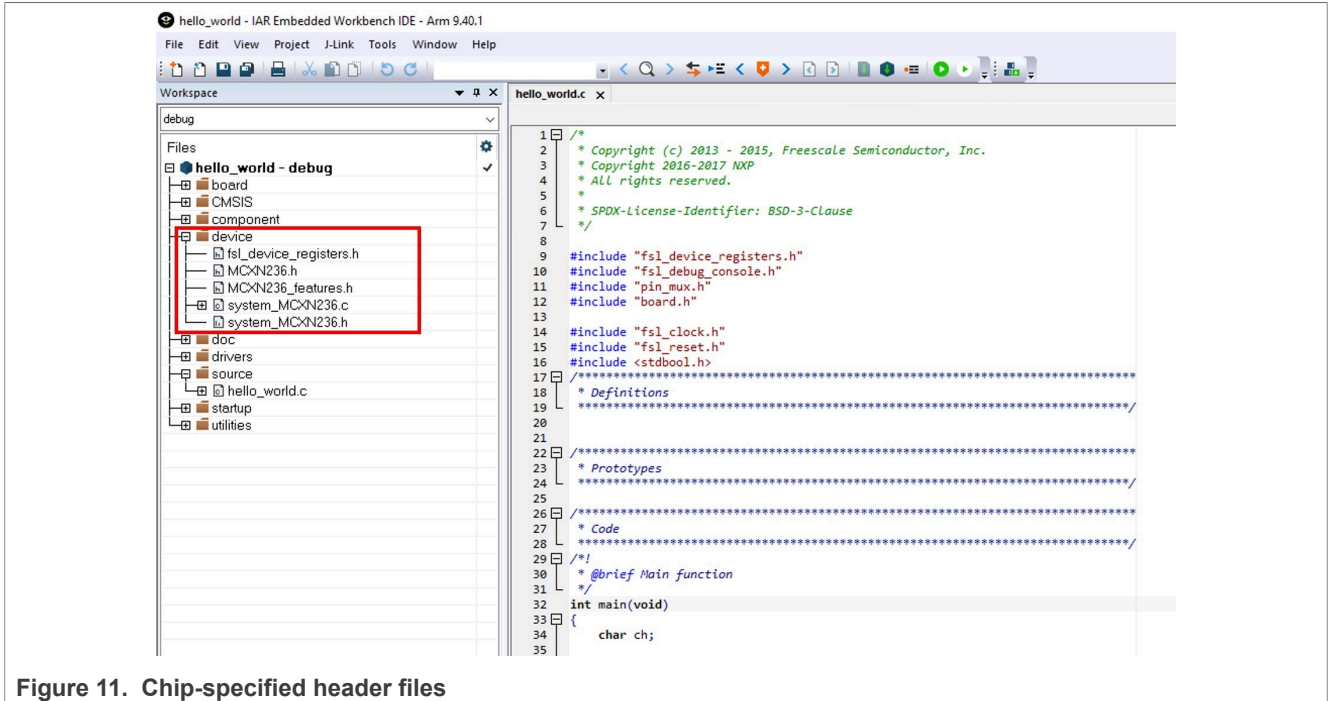 hello_world - IAR Embedded Workbench IDE - Arm 9.40.1
File Edit View Project J-Link Tools Window Help
Workspace
debug
Files
hello_world - debug
board
CMSIS
component
device
fsl_device_registers.h
MCXN236.h
MCXN236_features.h
system_MCXN236.c
system_MCXN236.h
doc
drivers
source
hello_world.c
startup
utilities
hello_world.c x
1 /*
2 * Copyright (c) 2013 - 2015, Freescale Semiconductor, Inc.
3 * Copyright 2016-2017 NXP
4 * All rights reserved.
5 *
6 * SPDX-License-Identifier: BSD-3-Clause
7 */
8
9 #include "fsl_device_registers.h"
10 #include "fsl_debug_console.h"
11 #include "pin_mux.h"
12 #include "board.h"
13
14 #include "fsl_clock.h"
15 #include "fsl_reset.h"
16 #include <stdbool.h>
17 /*******************************************************************************
18 * Definitions
19 ******************************************************************************/
20
21
22 /*******************************************************************************
23 * Prototypes
24 ******************************************************************************/
25
26 /*******************************************************************************
27 * Code
28 ******************************************************************************/
29 /*!
30 * @brief Main function
31 */
32 int main(void)
33 {
34 char ch;
35
Figure 11. Chip-specified header files